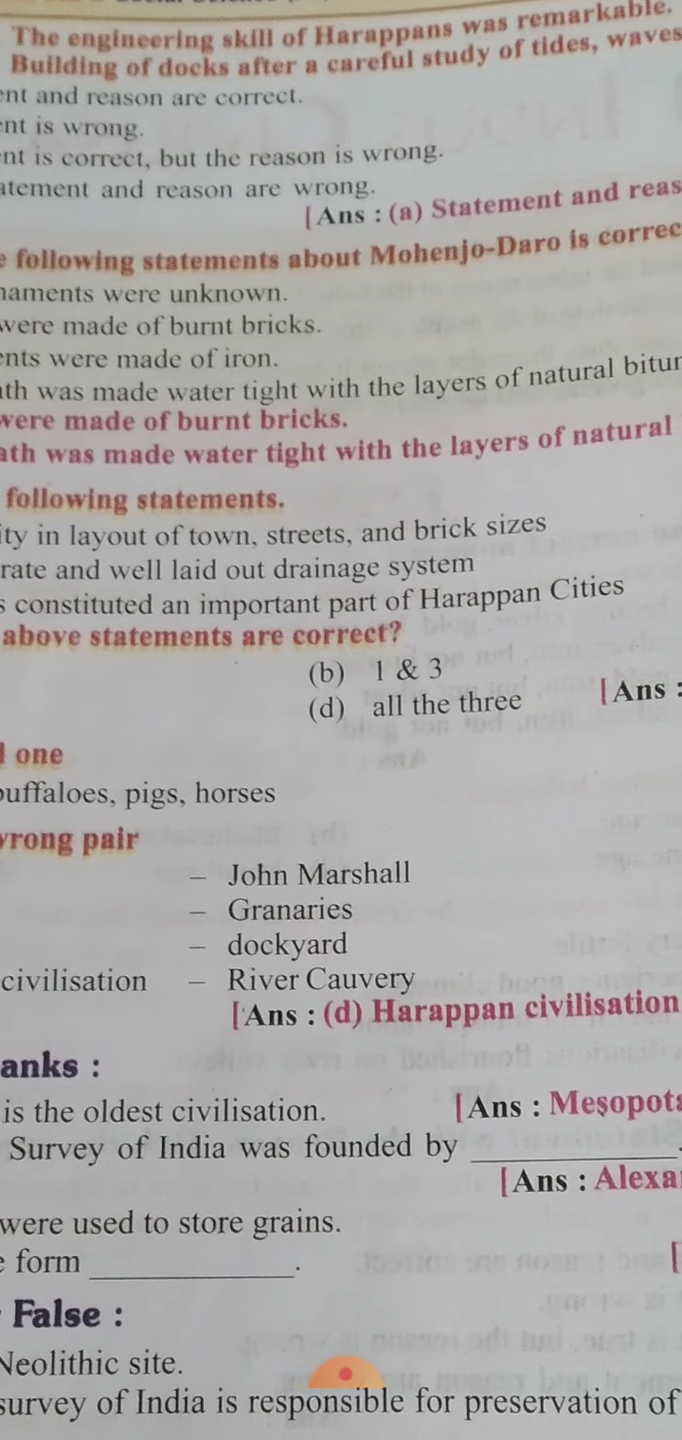 The engineering skill of Harappans was remarkable.
Building of docks after a careful study of tides, waves
ent and reason are correct.
ent is wrong.
ent is correct, but the reason is wrong.
atement and reason are wrong.
[Ans : (a) Statement and reas
e following statements about Mohenjo-Daro is correc
naments were unknown.
were made of burnt bricks.
ents were made of iron.
ath was made water tight with the layers of natural bitur
were made of burnt bricks.
ath was made water tight with the layers of natural
following statements.
ity in layout of town, streets, and brick sizes
rate and well laid out drainage system
s constituted an important part of Harappan Cities
above statements are correct?
(b) 1 & 3
(d) all the three [Ans :
l one
buffaloes, pigs, horses
wrong pair
– John Marshall
– Granaries
– dockyard
civilisation – River Cauvery
[Ans : (d) Harappan civilisation
anks :
is the oldest civilisation. [Ans : Mesopota
Survey of India was founded by ____________.
[Ans : Alexa
were used to store grains.
e form ____________. [
False :
Neolithic site.
survey of India is responsible for preservation of